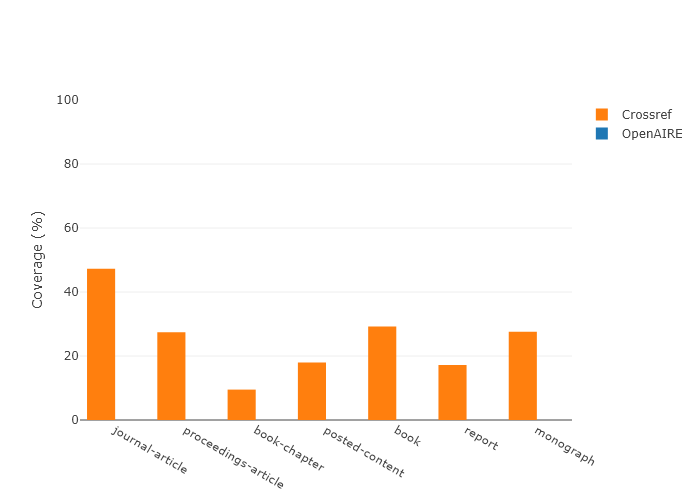 100
80
60
40
20
0
Coverage (%)
journal-article
proceedings-article
book-chapter
posted-content
book
report
monograph
Crossref
OpenAIRE